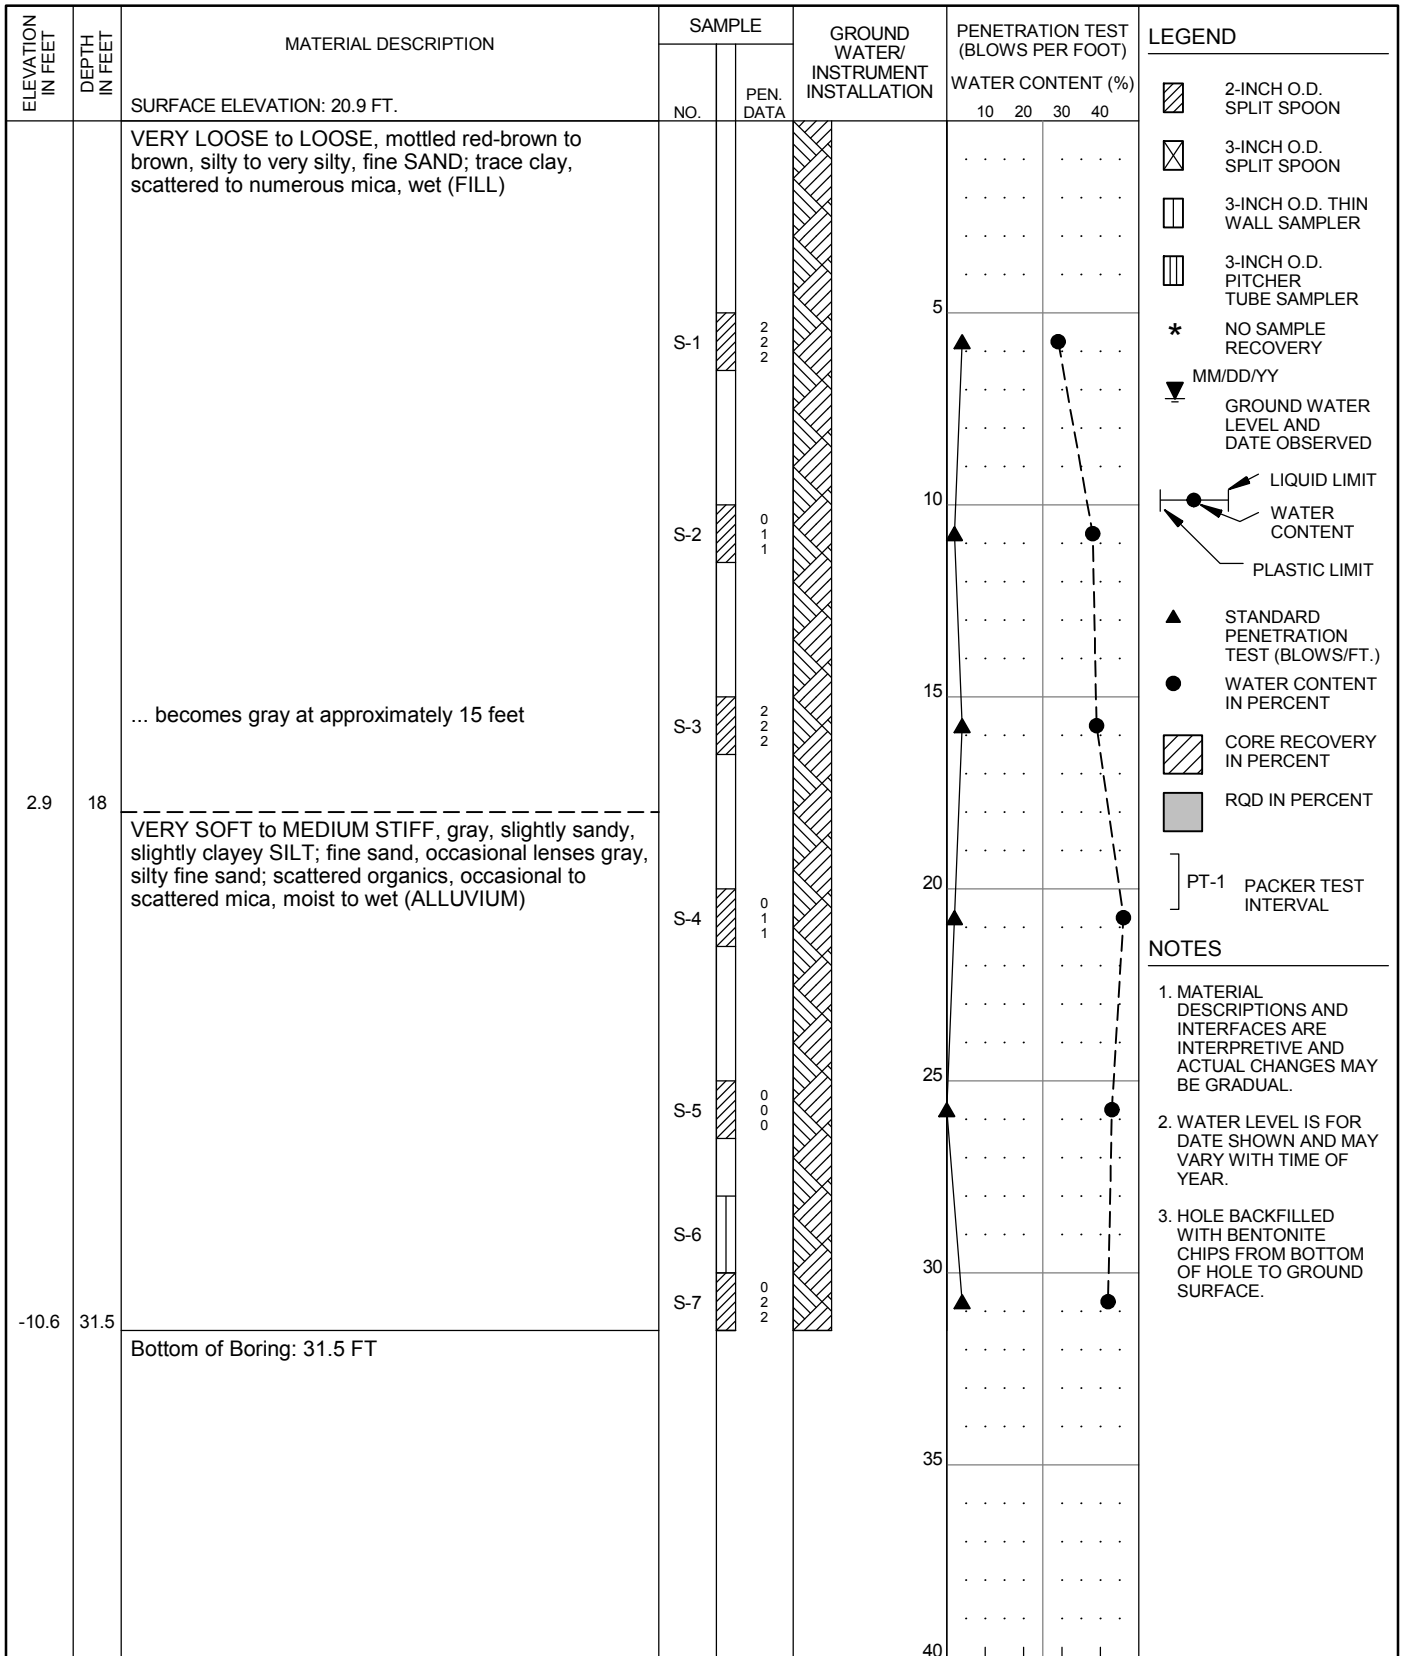 ELEVATION
IN FEET
DEPTH
IN FEET
MATERIAL DESCRIPTION
SURFACE ELEVATION: 20.9 FT.
SAMPLE
NO.
PEN.
DATA
GROUND
WATER/
INSTRUMENT
INSTALLATION
PENETRATION TEST
(BLOWS PER FOOT)
WATER CONTENT (%)
10 20 30 40
VERY LOOSE to LOOSE, mottled red-brown to
brown, silty to very silty, fine SAND; trace clay,
scattered to numerous mica, wet (FILL)
5
S-1
2
2
2
10
S-2
0
1
1
15
... becomes gray at approximately 15 feet
S-3
2
2
2
2.9 18
VERY SOFT to MEDIUM STIFF, gray, slightly sandy,
slightly clayey SILT; fine sand, occasional lenses gray,
silty fine sand; scattered organics, occasional to
scattered mica, moist to wet (ALLUVIUM)
20
S-4
0
1
1
25
S-5
0
0
0
S-6
30
S-7
0
2
2
-10.6 31.5
Bottom of Boring: 31.5 FT
35
40
LEGEND
2-INCH O.D.
SPLIT SPOON
3-INCH O.D.
SPLIT SPOON
3-INCH O.D. THIN
WALL SAMPLER
3-INCH O.D.
PITCHER
TUBE SAMPLER
* NO SAMPLE
RECOVERY
MM/DD/YY
GROUND WATER
LEVEL AND
DATE OBSERVED
LIQUID LIMIT
WATER
CONTENT
PLASTIC LIMIT
STANDARD
PENETRATION
TEST (BLOWS/FT.)
WATER CONTENT
IN PERCENT
CORE RECOVERY
IN PERCENT
RQD IN PERCENT
PT-1 PACKER TEST
INTERVAL
NOTES
1. MATERIAL
DESCRIPTIONS AND
INTERFACES ARE
INTERPRETIVE AND
ACTUAL CHANGES MAY
BE GRADUAL.
2. WATER LEVEL IS FOR
DATE SHOWN AND MAY
VARY WITH TIME OF
YEAR.
3. HOLE BACKFILLED
WITH BENTONITE
CHIPS FROM BOTTOM
OF HOLE TO GROUND
SURFACE.